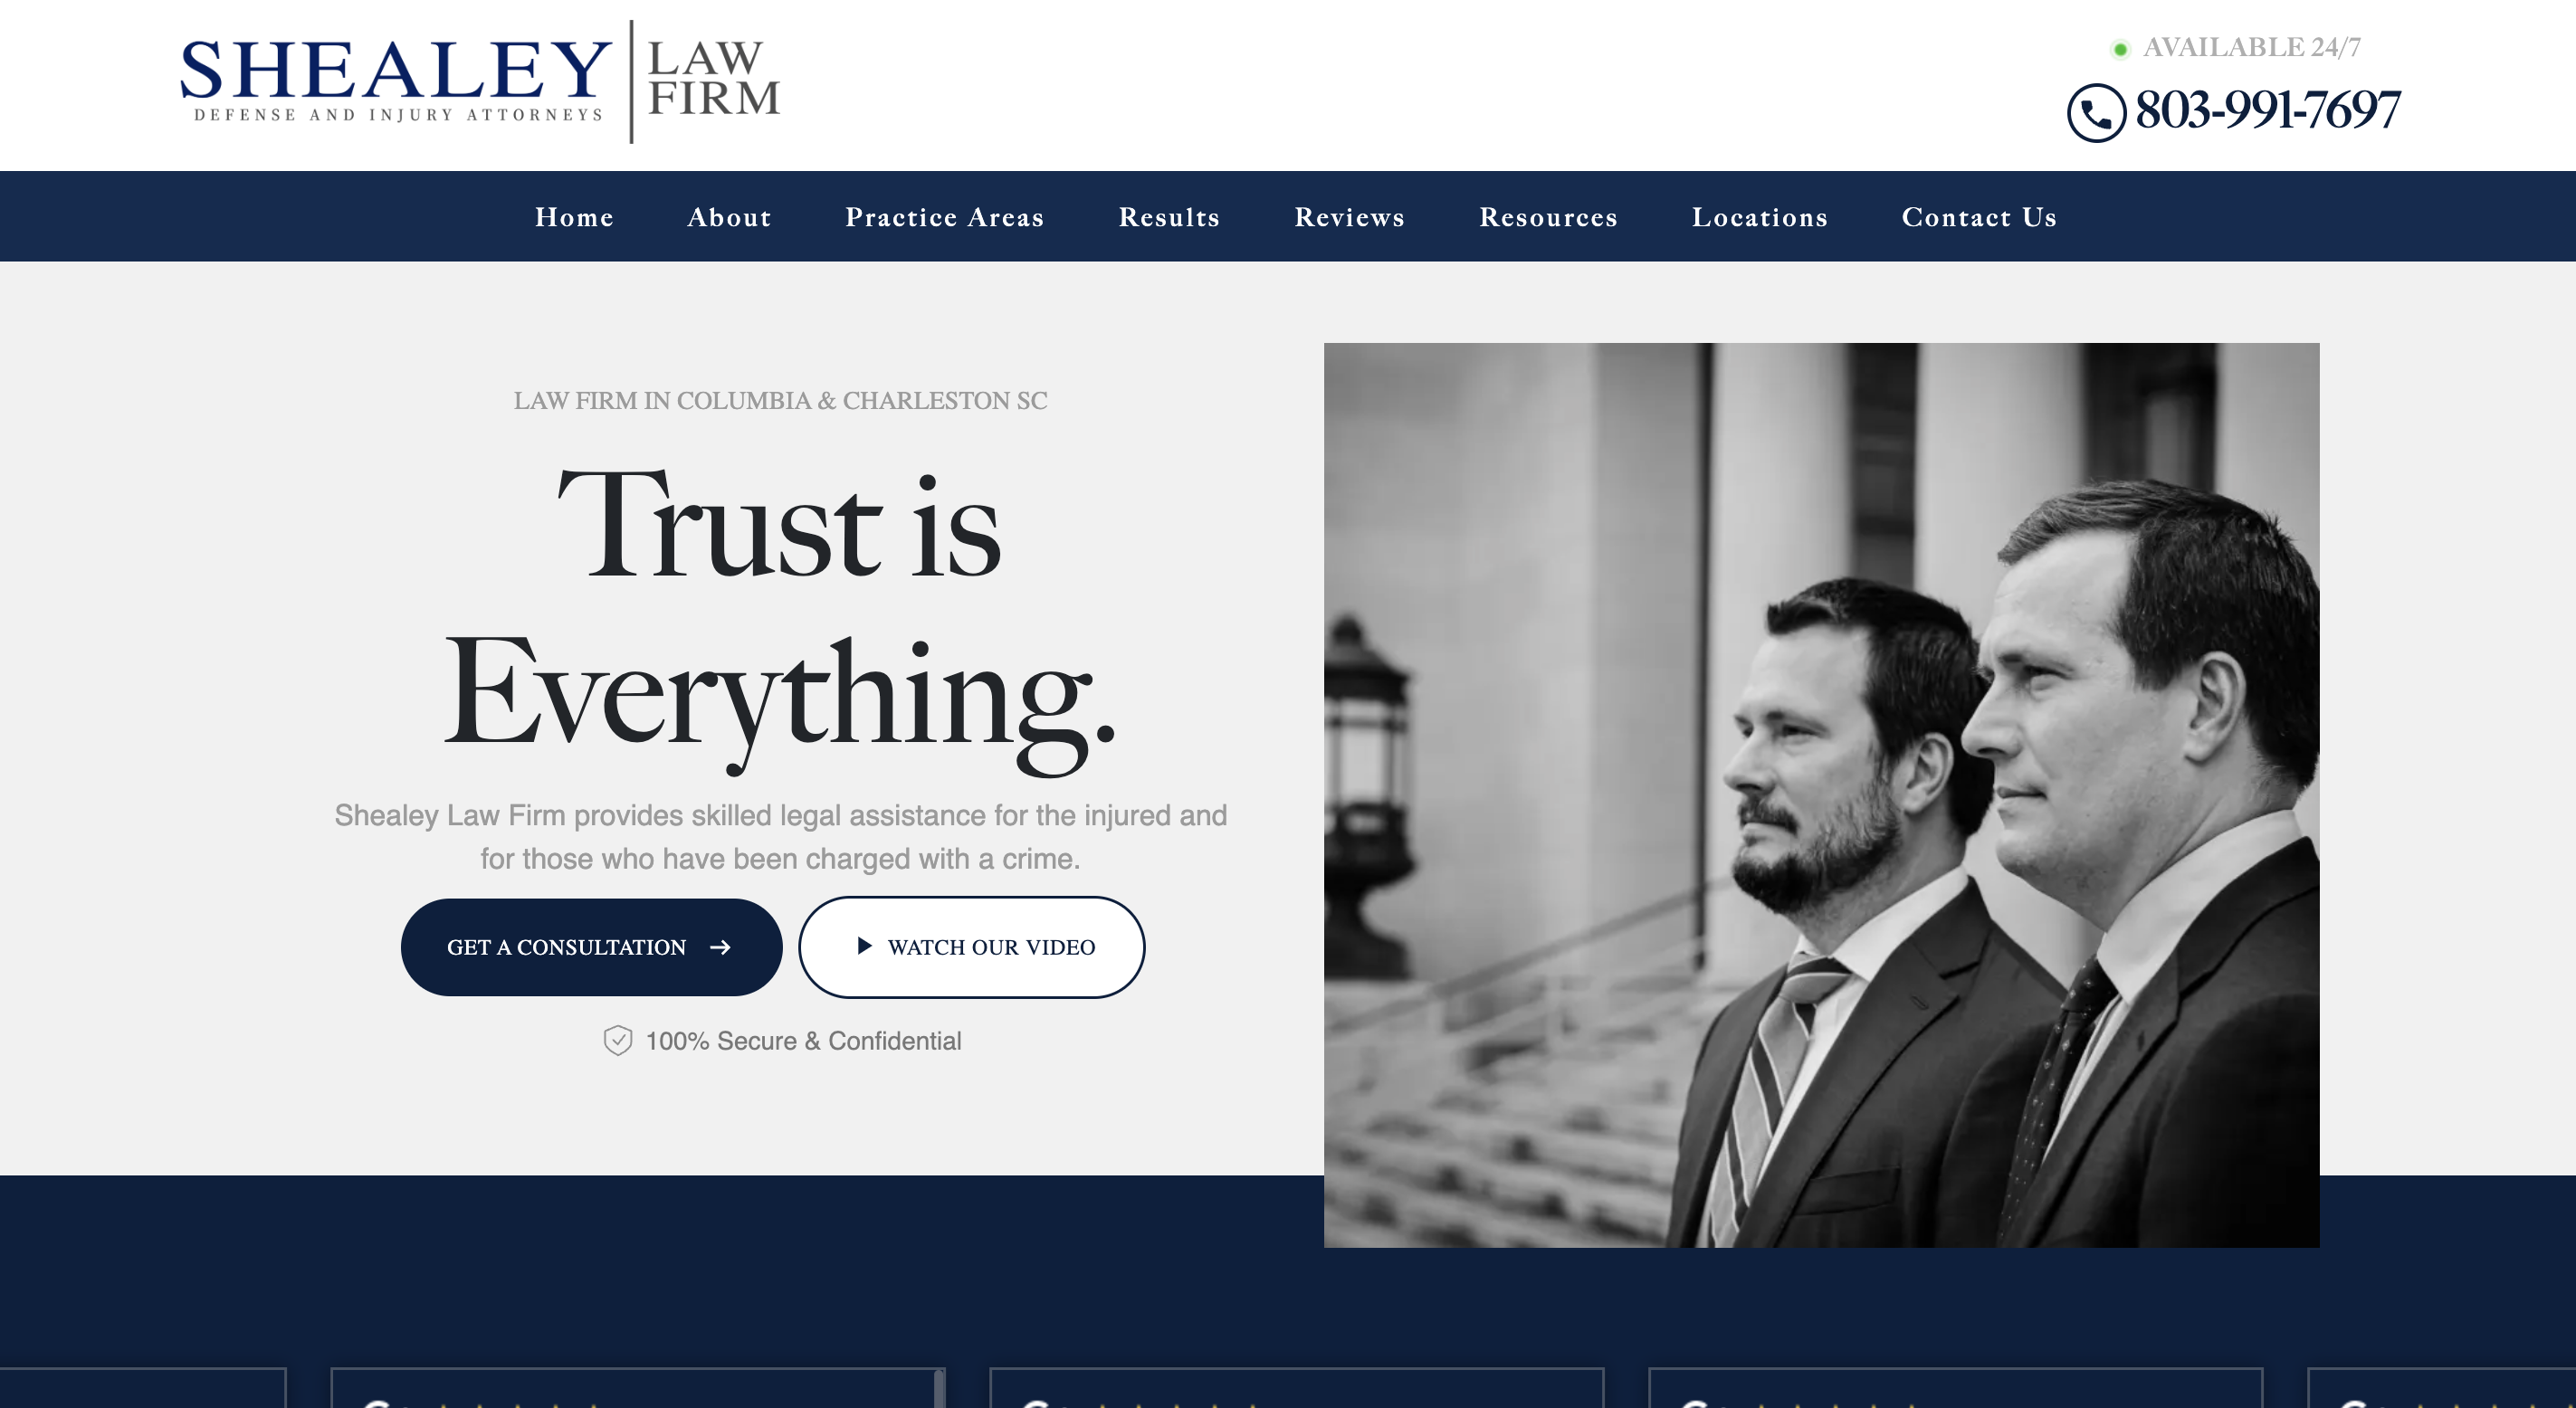 SHEALEY
DEFENSE AND INJURY ATTORNEYS
LAW
FIRM
AVAILABLE 24/7
803-991-7697
Home About Practice Areas Results Reviews Resources Locations Contact Us
LAW FIRM IN COLUMBIA & CHARLESTON SC
Trust is
Everything.
Shealey Law Firm provides skilled legal assistance for the injured and
for those who have been charged with a crime.
GET A CONSULTATION →
WATCH OUR VIDEO
100% Secure & Confidential